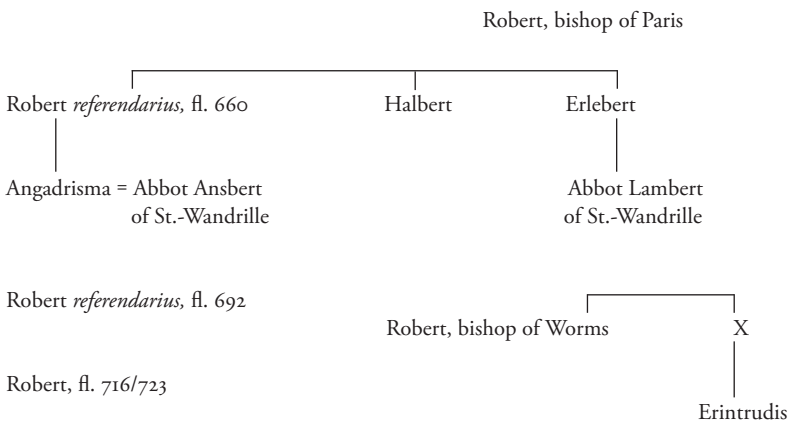 Robert, bishop of Paris
Robert referendarius, fl. 660
Halbert
Erlebert
Angadrisma = Abbot Ansbert
of St.-Wandrille
Abbot Lambert
of St.-Wandrille
Robert referendarius, fl. 692
Robert, bishop of Worms
X
Robert, fl. 716/723
Erintrudis